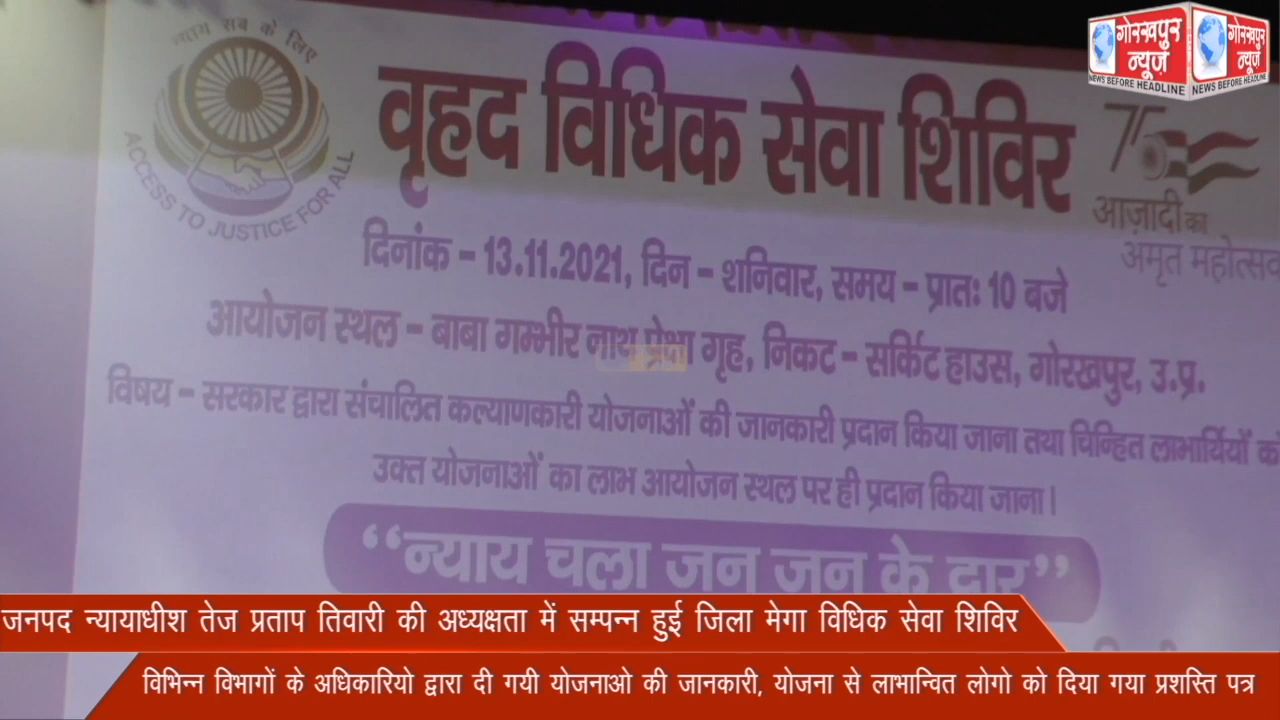 गोरखपुर न्यूज़
NEWS BEFORE HEADLINE
गोरखपुर न्यूज़
NEWS BEFORE HEADLINE
न्याय सब के लिए
ACCESS TO JUSTICE FOR ALL
वृहद विधिक सेवा शिविर
75
आज़ादी का
अमृत महोत्सव
दिनांक - 13.11.2021, दिन - शनिवार, समय - प्रातः 10 बजे
आयोजन स्थल - बाबा गम्भीर नाथ प्रेक्षा गृह, निकट - सर्किट हाउस, गोरखपुर, उ.प्र.
विषय - सरकार द्वारा संचालित कल्याणकारी योजनाओं की जानकारी प्रदान किया जाना तथा चिन्हित लाभार्थियों
उक्त योजनाओं का लाभ आयोजन स्थल पर ही प्रदान किया जाना।
“न्याय चला जन जन के द्वार”
जनपद न्यायाधीश तेज प्रताप तिवारी की अध्यक्षता में सम्पन्न हुई जिला मेगा विधिक सेवा शिविर
विभिन्न विभागों के अधिकारियो द्वारा दी गयी योजनाओ की जानकारी, योजना से लाभान्वित लोगो को दिया गया प्रशस्ति पत्र